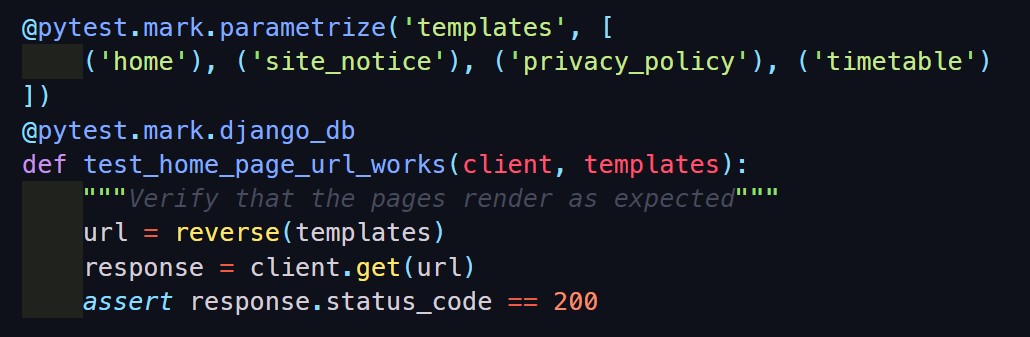 @pytest.mark.parametrize('templates', [
    ('home'), ('site_notice'), ('privacy_policy'), ('timetable')
])
@pytest.mark.django_db
def test_home_page_url_works(client, templates):
    """Verify that the pages render as expected"""
    url = reverse(templates)
    response = client.get(url)
    assert response.status_code == 200